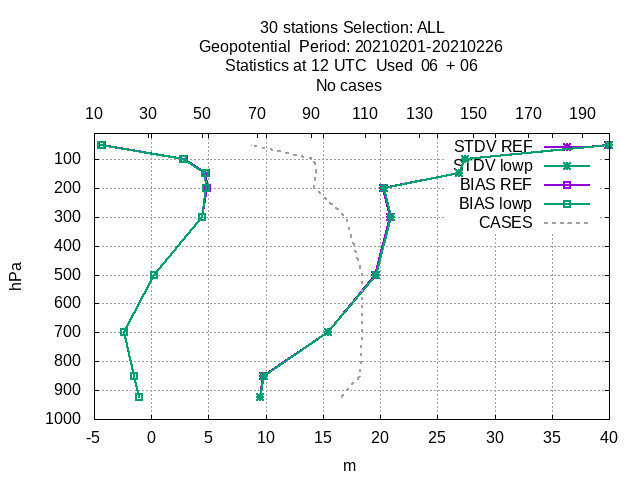 30 stations Selection: ALL
Geopotential  Period: 20210201-20210226
Statistics at 12 UTC  Used  06  + 06
No cases
10 30 50 70 90 110 130 150 170 190
STDV REF
100 STDV lowp
200 BIAS REF
BIAS lowp
300 CASES
400
hPa
500
600
700
800
900
1000
-5 0 5 10 15 20 25 30 35 40
m